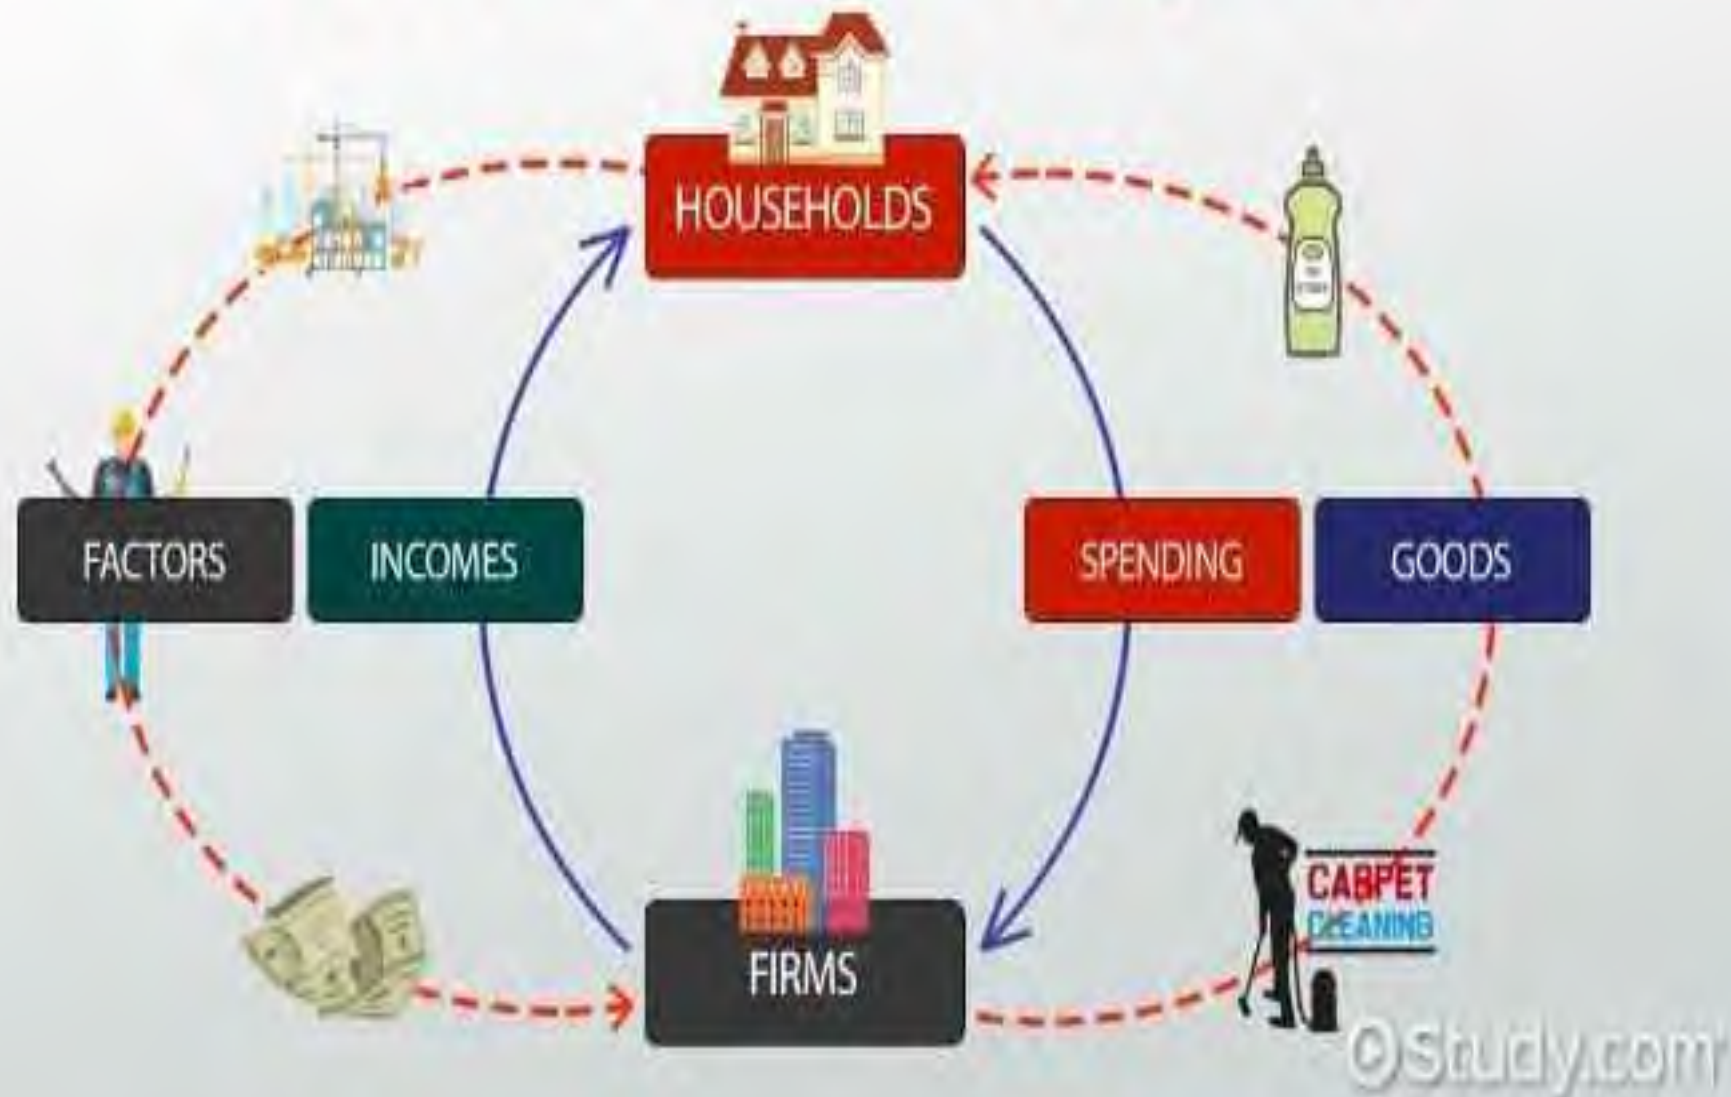 HOUSEHOLDS
FACTORS
INCOMES
SPENDING
GOODS
CARPET
CLEANING
FIRMS
Study.com